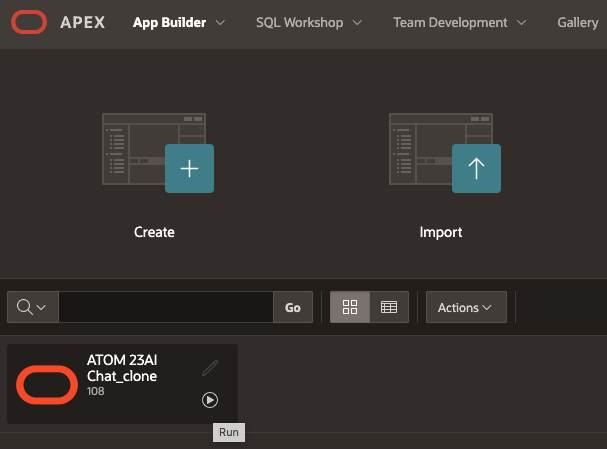 APEX App Builder SQL Workshop Team Development Gallery
Create Import
Go Actions
ATOM 23AI
Chat_clone
108
Run